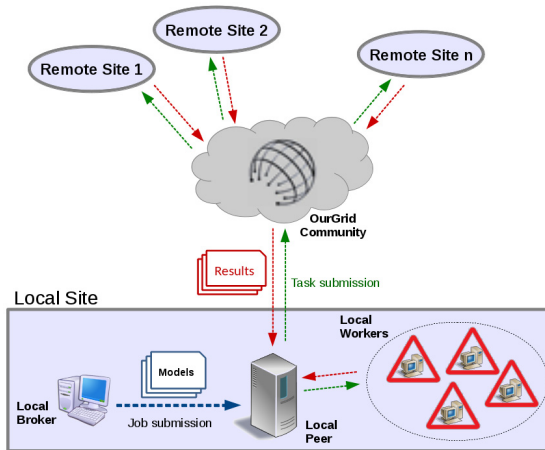 Remote Site 1
Remote Site 2
Remote Site n
OurGrid
Community
Results
Task submission
Local Site
Local
Workers
Models
Local
Broker
Job submission
Local
Peer